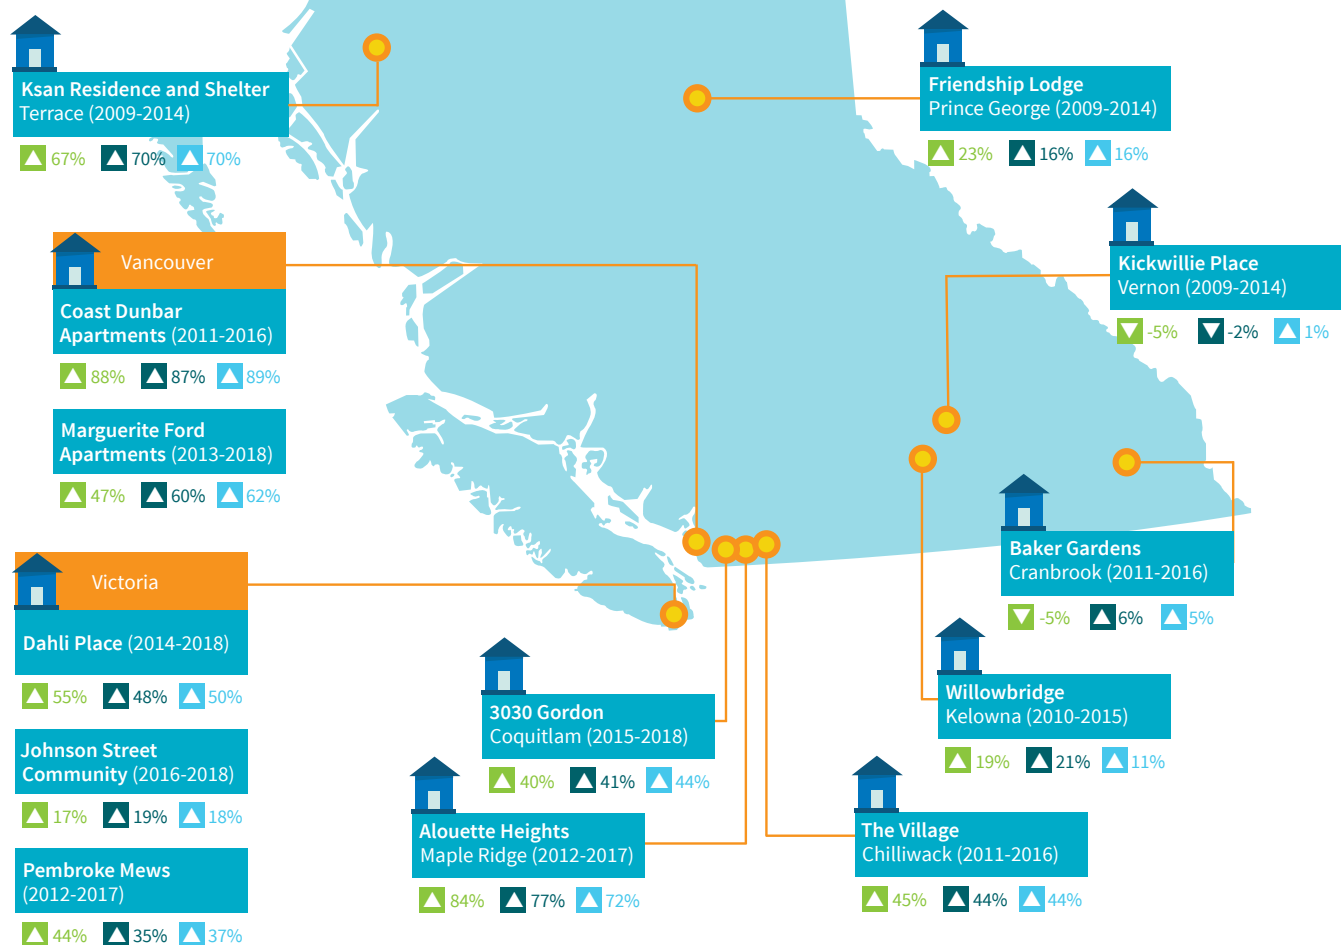 Ksan Residence and Shelter
Terrace (2009-2014)
67% 70% 70%
Friendship Lodge
Prince George (2009-2014)
23% 16% 16%
Vancouver
Coast Dunbar
Apartments (2011-2016)
88% 87% 89%
Marguerite Ford
Apartments (2013-2018)
47% 60% 62%
Kickwillie Place
Vernon (2009-2014)
-5% -2% 1%
Baker Gardens
Cranbrook (2011-2016)
-5% 6% 5%
Victoria
Dahli Place (2014-2018)
55% 48% 50%
Johnson Street
Community (2016-2018)
17% 19% 18%
Pembroke Mews
(2012-2017)
44% 35% 37%
3030 Gordon
Coquitlam (2015-2018)
40% 41% 44%
Alouette Heights
Maple Ridge (2012-2017)
84% 77% 72%
Willowbridge
Kelowna (2010-2015)
19% 21% 11%
The Village
Chilliwack (2011-2016)
45% 44% 44%